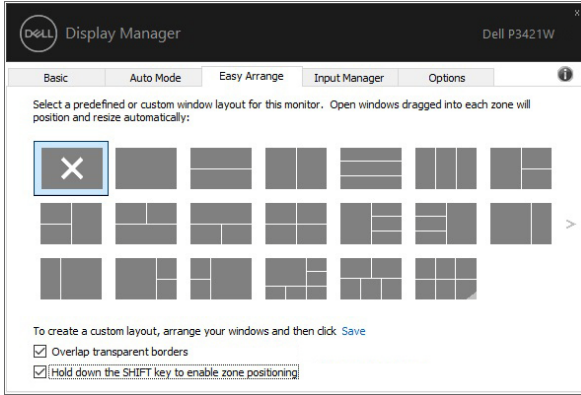 DELL Display Manager
Dell P3421W
Basic
Auto Mode
Easy Arrange
Input Manager
Options
Select a predefined or custom window layout for this monitor. Open windows dragged into each zone will
position and resize automatically:
To create a custom layout, arrange your windows and then click Save
Overlap transparent borders
Hold down the SHIFT key to enable zone positioning